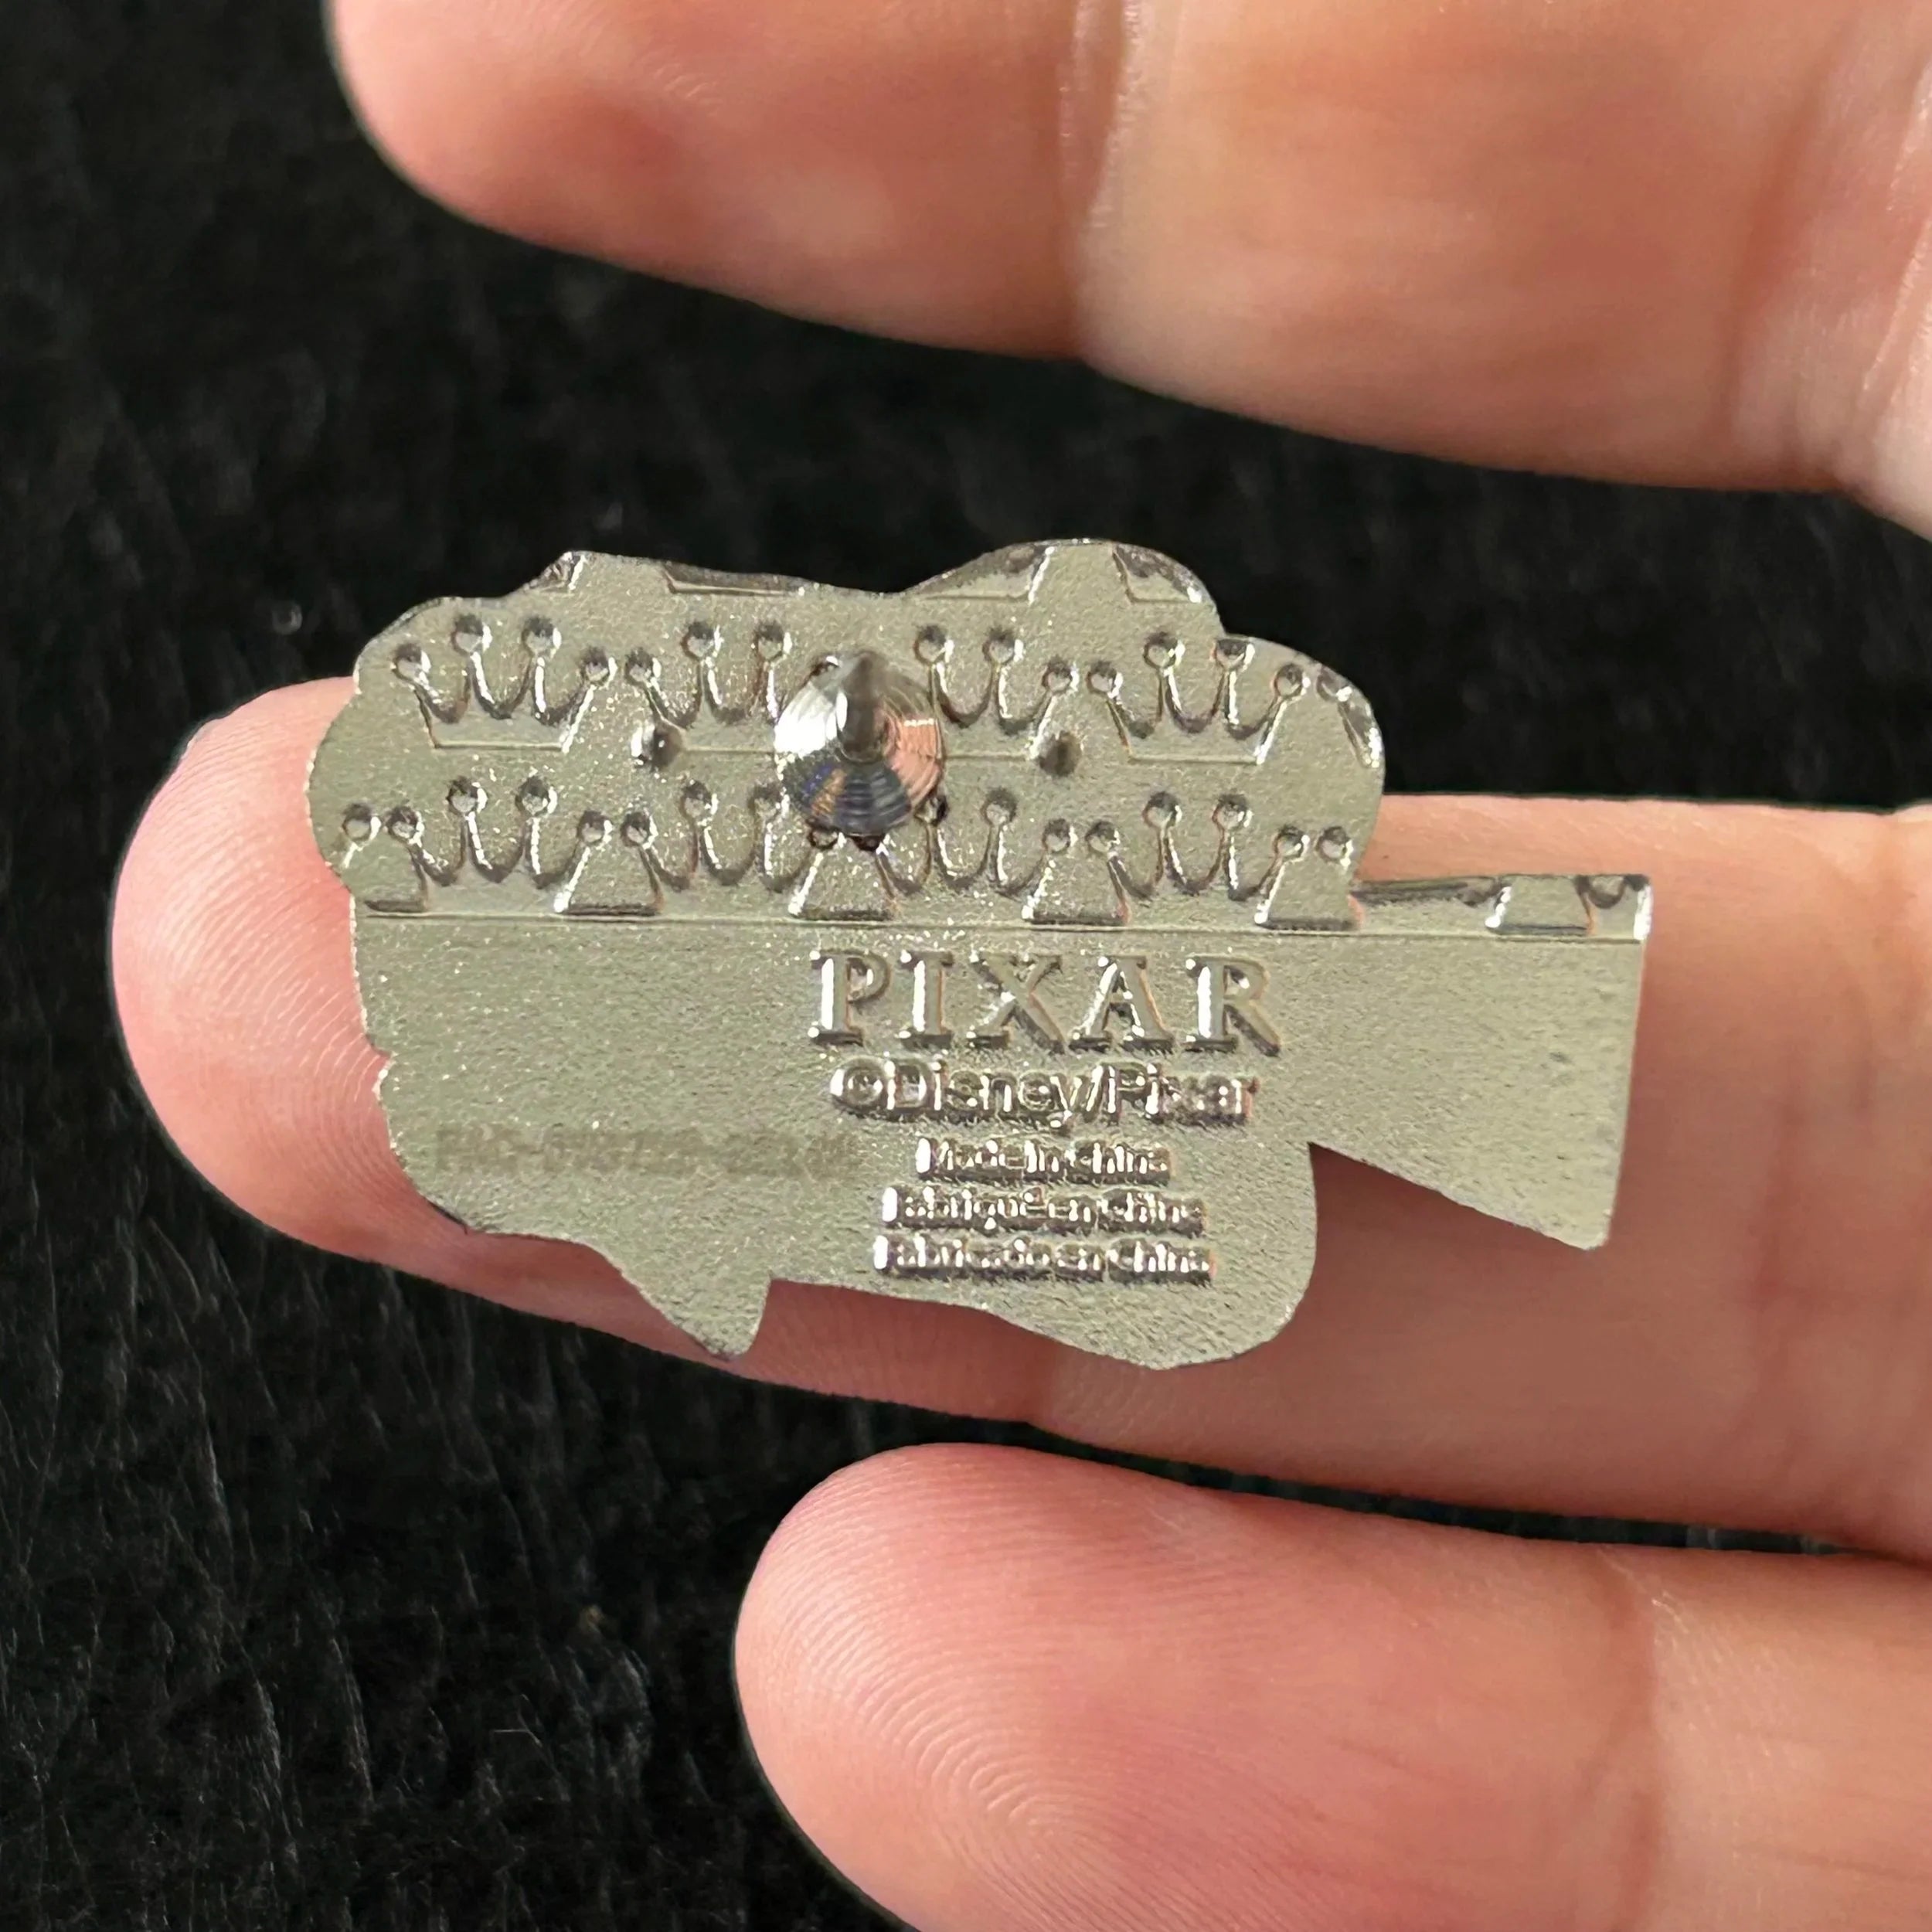 PIXAR
©Disney/Pixar
Made in China
Fabriqué en Chine
Fabricado en China